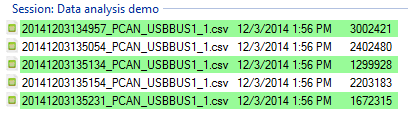 Session: Data analysis demo
20141203134957_PCAN_USBBUS1_1.csv 12/3/2014 1:56 PM 3002421
20141203135054_PCAN_USBBUS1_1.csv 12/3/2014 1:56 PM 2402480
20141203135134_PCAN_USBBUS1_1.csv 12/3/2014 1:56 PM 1299928
20141203135154_PCAN_USBBUS1_1.csv 12/3/2014 1:56 PM 2203183
20141203135231_PCAN_USBBUS1_1.csv 12/3/2014 1:56 PM 1672315